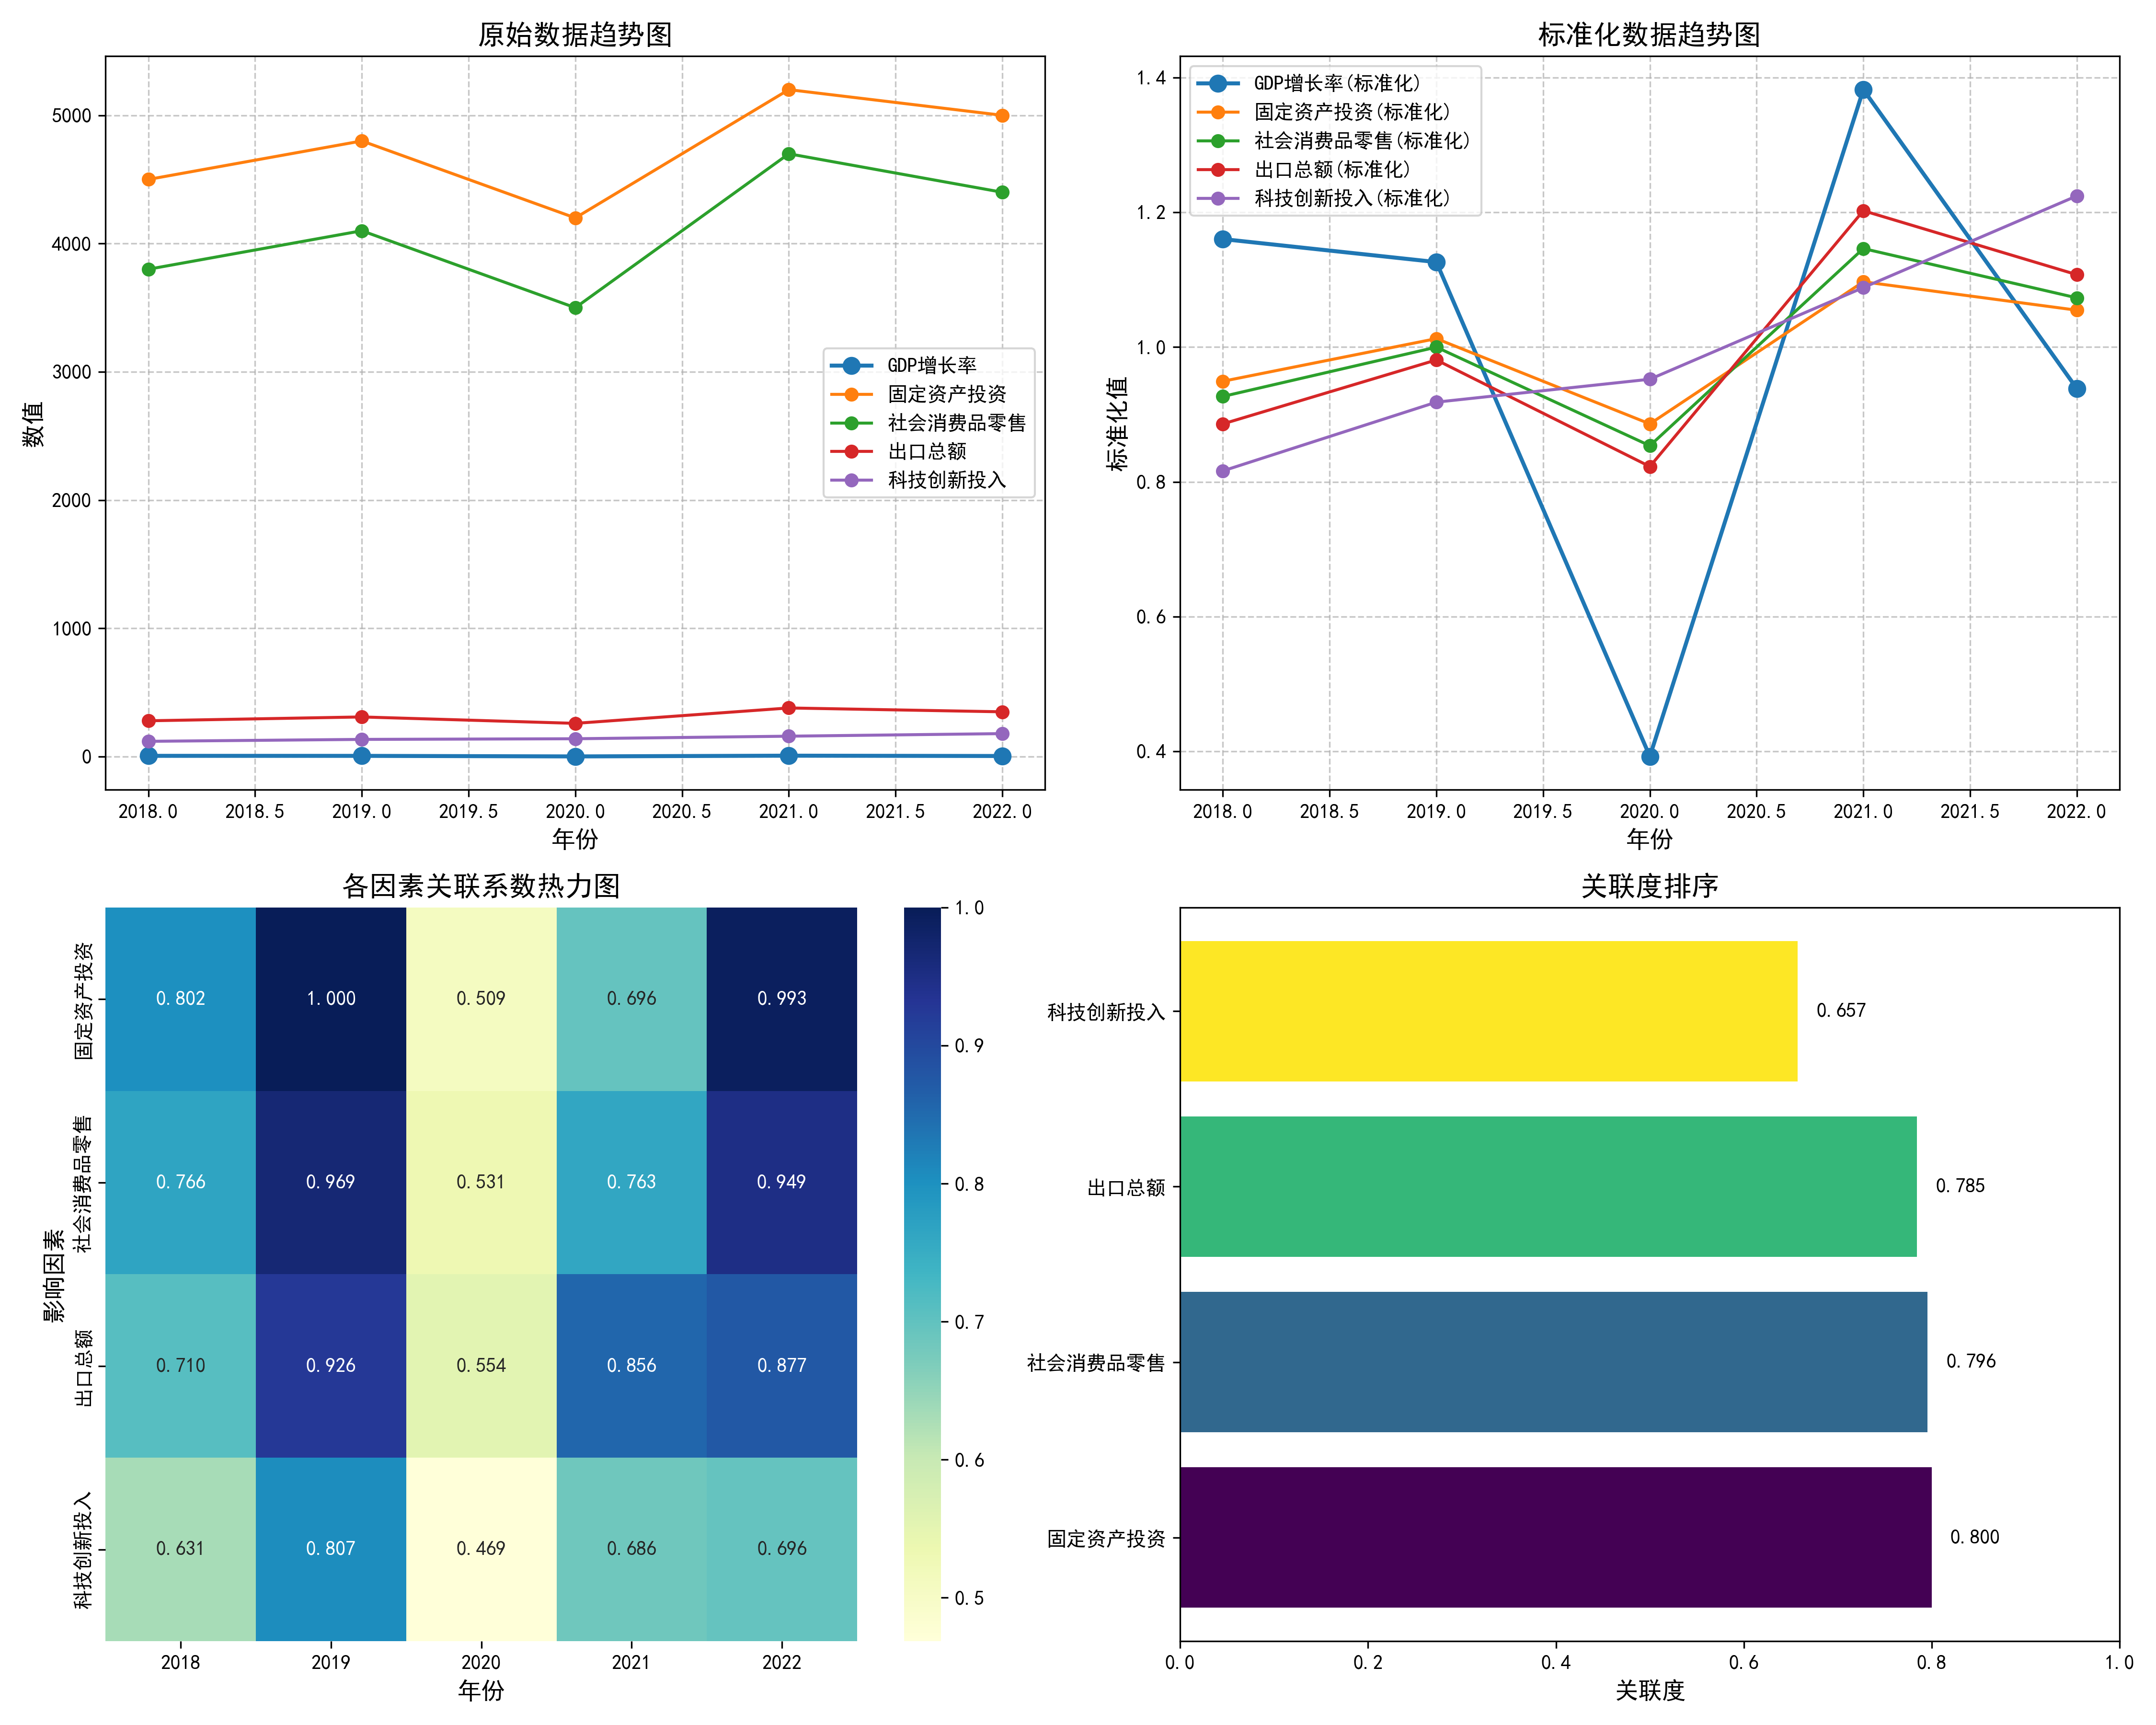 原始数据趋势图
数值
5000
4000
3000
2000
1000
0
GDP增长率
固定资产投资
社会消费品零售
出口总额
科技创新投入
2018.0 2018.5 2019.0 2019.5 2020.0 2020.5 2021.0 2021.5 2022.0
年份
标准化数据趋势图
标准化值
1.4
1.2
1.0
0.8
0.6
0.4
GDP增长率(标准化)
固定资产投资(标准化)
社会消费品零售(标准化)
出口总额(标准化)
科技创新投入(标准化)
2018.0 2018.5 2019.0 2019.5 2020.0 2020.5 2021.0 2021.5 2022.0
年份
各因素关联系数热力图
影响因素
固定资产投资 0.802 1.000 0.509 0.696 0.993
社会消费品零售 0.766 0.969 0.531 0.763 0.949
出口总额 0.710 0.926 0.554 0.856 0.877
科技创新投入 0.631 0.807 0.469 0.686 0.696
2018 2019 2020 2021 2022
年份
1.0
0.9
0.8
0.7
0.6
0.5
关联度排序
科技创新投入 0.657
出口总额 0.785
社会消费品零售 0.796
固定资产投资 0.800
0.0 0.2 0.4 0.6 0.8 1.0
关联度